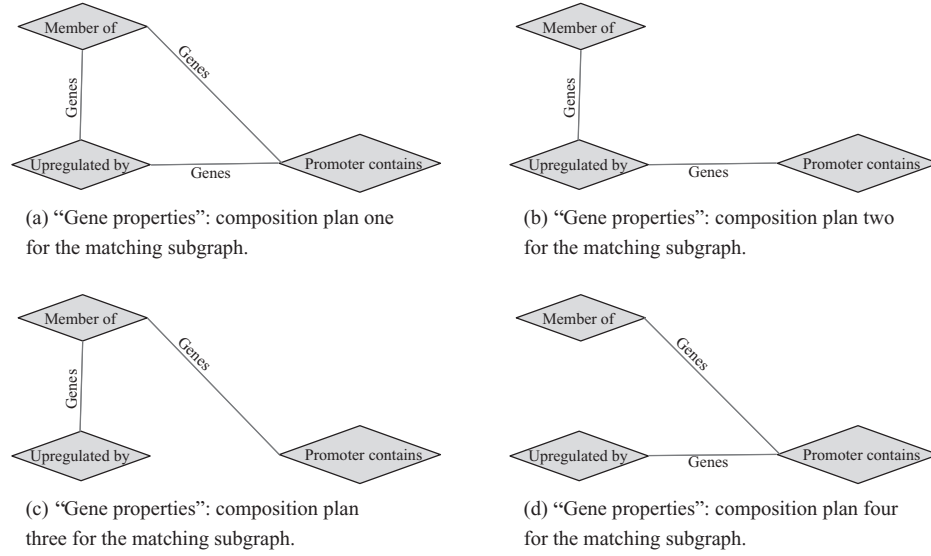 Member of
Genes
Genes
Upregulated by
Genes
Promoter contains
(a) “Gene properties”: composition plan one
for the matching subgraph.
Member of
Genes
Upregulated by
Genes
Promoter contains
(b) “Gene properties”: composition plan two
for the matching subgraph.
Member of
Genes
Genes
Upregulated by
Promoter contains
(c) “Gene properties”: composition plan
three for the matching subgraph.
Member of
Genes
Upregulated by
Genes
Promoter contains
(d) “Gene properties”: composition plan four
for the matching subgraph.